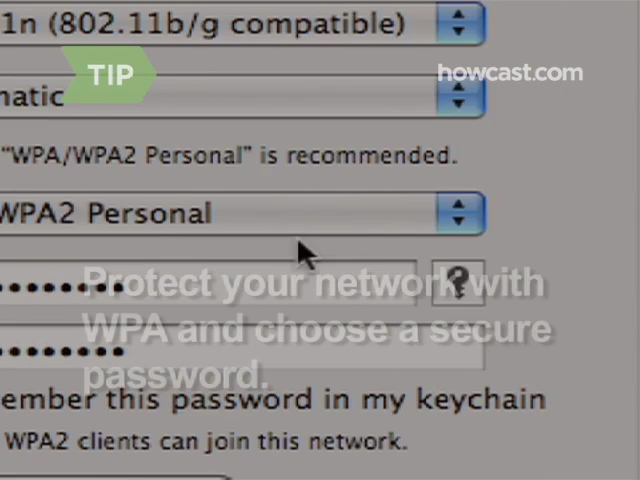 1n (802.11b/g compatible)
TIP
howcast.com
matic
“WPA/WPA2 Personal” is recommended.
WPA2 Personal
?
Protect your network with
WPA and choose a secure
password.
ember this password in my keychain
WPA2 clients can join this network.